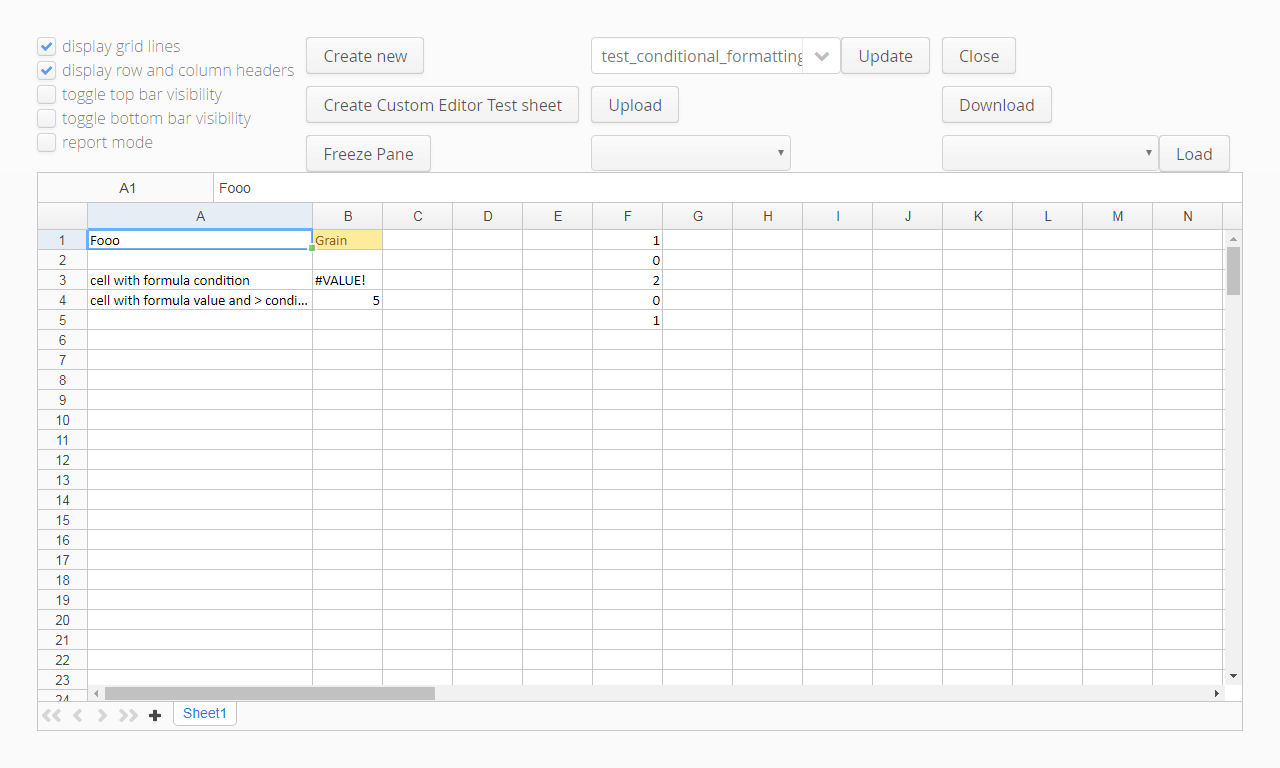 display grid lines
display row and column headers
toggle top bar visibility
toggle bottom bar visibility
report mode
Create new
test_conditional_formatting
Update
Close
Create Custom Editor Test sheet
Upload
Download
Freeze Pane
Load
A1 Fooo
A B C D E F G H I J K L M N
1 Fooo Grain 1
2 0
3 cell with formula condition #VALUE! 2
4 cell with formula value and > condi... 5 0
5 1
6
7
8
9
10
11
12
13
14
15
16
17
18
19
20
21
22
23
24
Sheet1